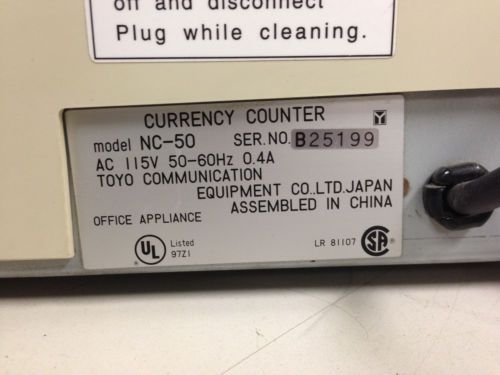 off and disconnect
Plug while cleaning.
CURRENCY COUNTER
model NC-50 SER.NO. B25199
AC 115V 50-60Hz 0.4A
TOYO COMMUNICATION
EQUIPMENT CO.,LTD.JAPAN
OFFICE APPLIANCE ASSEMBLED IN CHINA
UL Listed
97Z1
LR 81107 SA